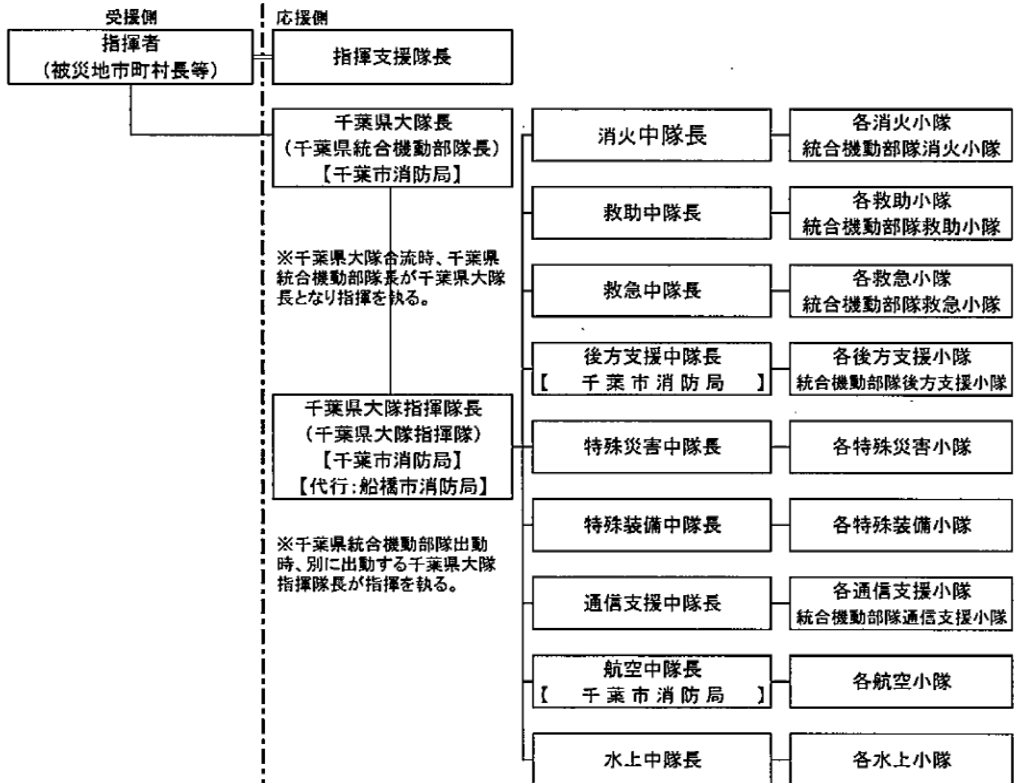 受援側
応援側
指揮者
(被災地市町村長等)
指揮支援隊長
千葉県大隊長
(千葉県統合機動部隊長)
【千葉市消防局】
※千葉県大隊合流時、千葉県
統合機動部隊長が千葉県大隊
長となり指揮を執る。
千葉県大隊指揮隊長
(千葉県大隊指揮隊)
【千葉市消防局】
【代行:船橋市消防局】
※千葉県統合機動部隊出動
時、別に出動する千葉県大隊
指揮隊長が指揮を執る。
消火中隊長
各消火小隊
統合機動部隊消火小隊
救助中隊長
各救助小隊
統合機動部隊救助小隊
救急中隊長
各救急小隊
統合機動部隊救急小隊
後方支援中隊長
【 千葉市消防局 】
各後方支援小隊
統合機動部隊後方支援小隊
特殊災害中隊長
各特殊災害小隊
特殊装備中隊長
各特殊装備小隊
通信支援中隊長
各通信支援小隊
統合機動部隊通信支援小隊
航空中隊長
【 千葉市消防局 】
各航空小隊
水上中隊長
各水上小隊